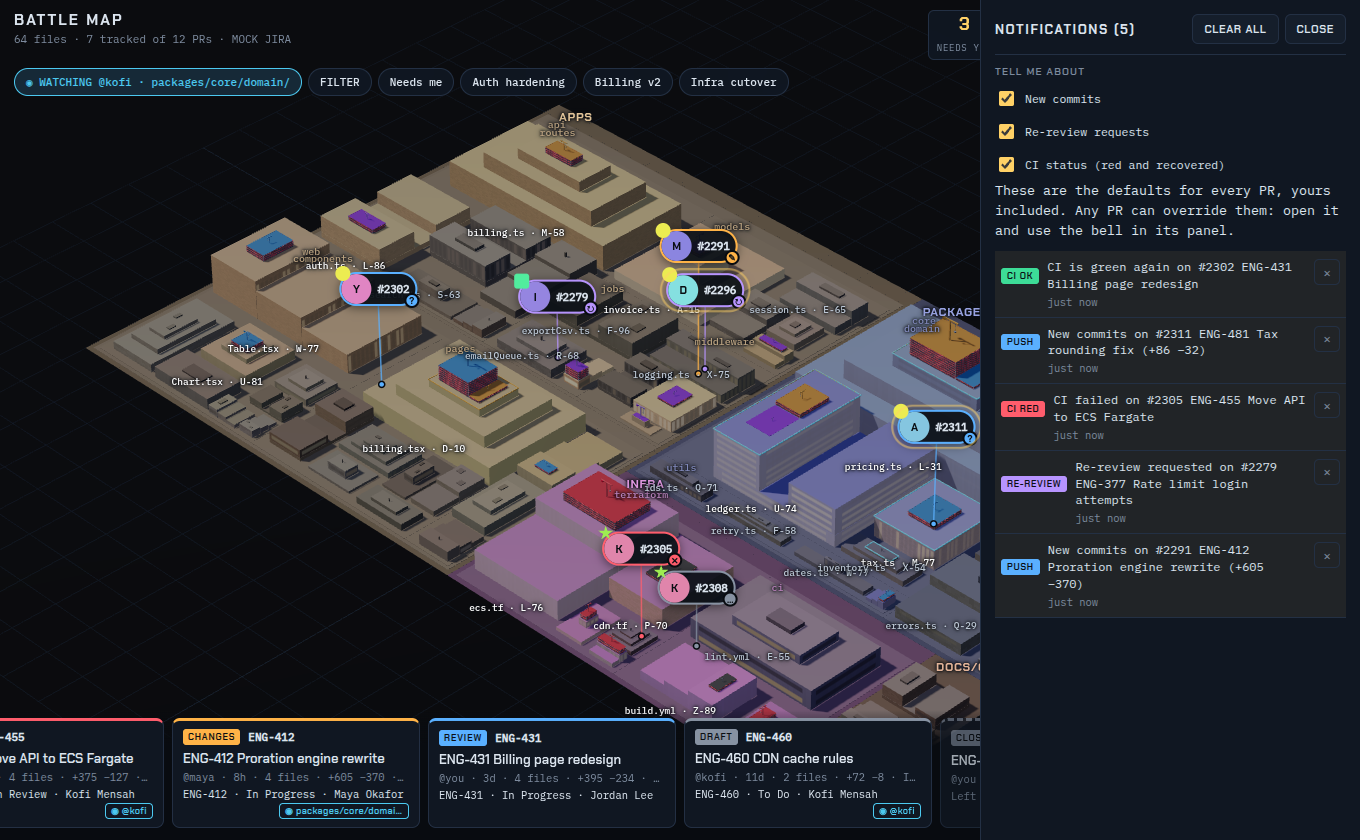 BATTLE MAP
64 files · 7 tracked of 12 PRs · MOCK JIRA
3
NEEDS Y
◉ WATCHING @kofi · packages/core/domain/
FILTER
Needs me
Auth hardening
Billing v2
Infra cutover
APPS
api
routes
billing.ts · M-58
models
M #2291
web
components
auth.ts · L-86
Y #2302
· S-63
I #2279
jobs
D #2296
invoice.ts · A-15
session.ts · E-65
PACKAGE
core
domain
exportCsv.ts · F-96
middleware
Table.tsx · W-77
pages
emailQueue.ts · R-68
logging.ts · X-75
Chart.tsx · U-81
A #2311
billing.tsx · D-10
pricing.ts · L-31
utils
INFRA
ids.ts · Q-71
terraform
ledger.ts · U-74
retry.ts · F-58
K #2305
tax.ts · M-77
inventory.ts · X-54
dates.ts · W-77
K #2308
ci
ecs.tf · L-76
cdn.tf · P-70
errors.ts · Q-29
lint.yml · E-55
DOCS/
build.yml · Z-89
-455
ve API to ECS Fargate
· 4 files · +375 −127 ·…
n Review · Kofi Mensah
◉ @kofi
CHANGES ENG-412
ENG-412 Proration engine rewrite
@maya · 8h · 4 files · +605 −370 ·…
ENG-412 · In Progress · Maya Okafor
◉ packages/core/domai…
REVIEW ENG-431
ENG-431 Billing page redesign
@you · 3d · 4 files · +395 −234 · …
ENG-431 · In Progress · Jordan Lee
DRAFT ENG-460
ENG-460 CDN cache rules
@kofi · 11d · 2 files · +72 −8 · I…
ENG-460 · To Do · Kofi Mensah
◉ @kofi
CLOS
ENG-
@you
Left
NOTIFICATIONS (5)
CLEAR ALL
CLOSE
TELL ME ABOUT
New commits
Re-review requests
CI status (red and recovered)
These are the defaults for every PR, yours
included. Any PR can override them: open it
and use the bell in its panel.
CI OK
CI is green again on #2302 ENG-431
Billing page redesign
just now
×
PUSH
New commits on #2311 ENG-481 Tax
rounding fix (+86 −32)
just now
×
CI RED
CI failed on #2305 ENG-455 Move API
to ECS Fargate
just now
×
RE-REVIEW
Re-review requested on #2279
ENG-377 Rate limit login
attempts
just now
×
PUSH
New commits on #2291 ENG-412
Proration engine rewrite (+605
−370)
just now
×